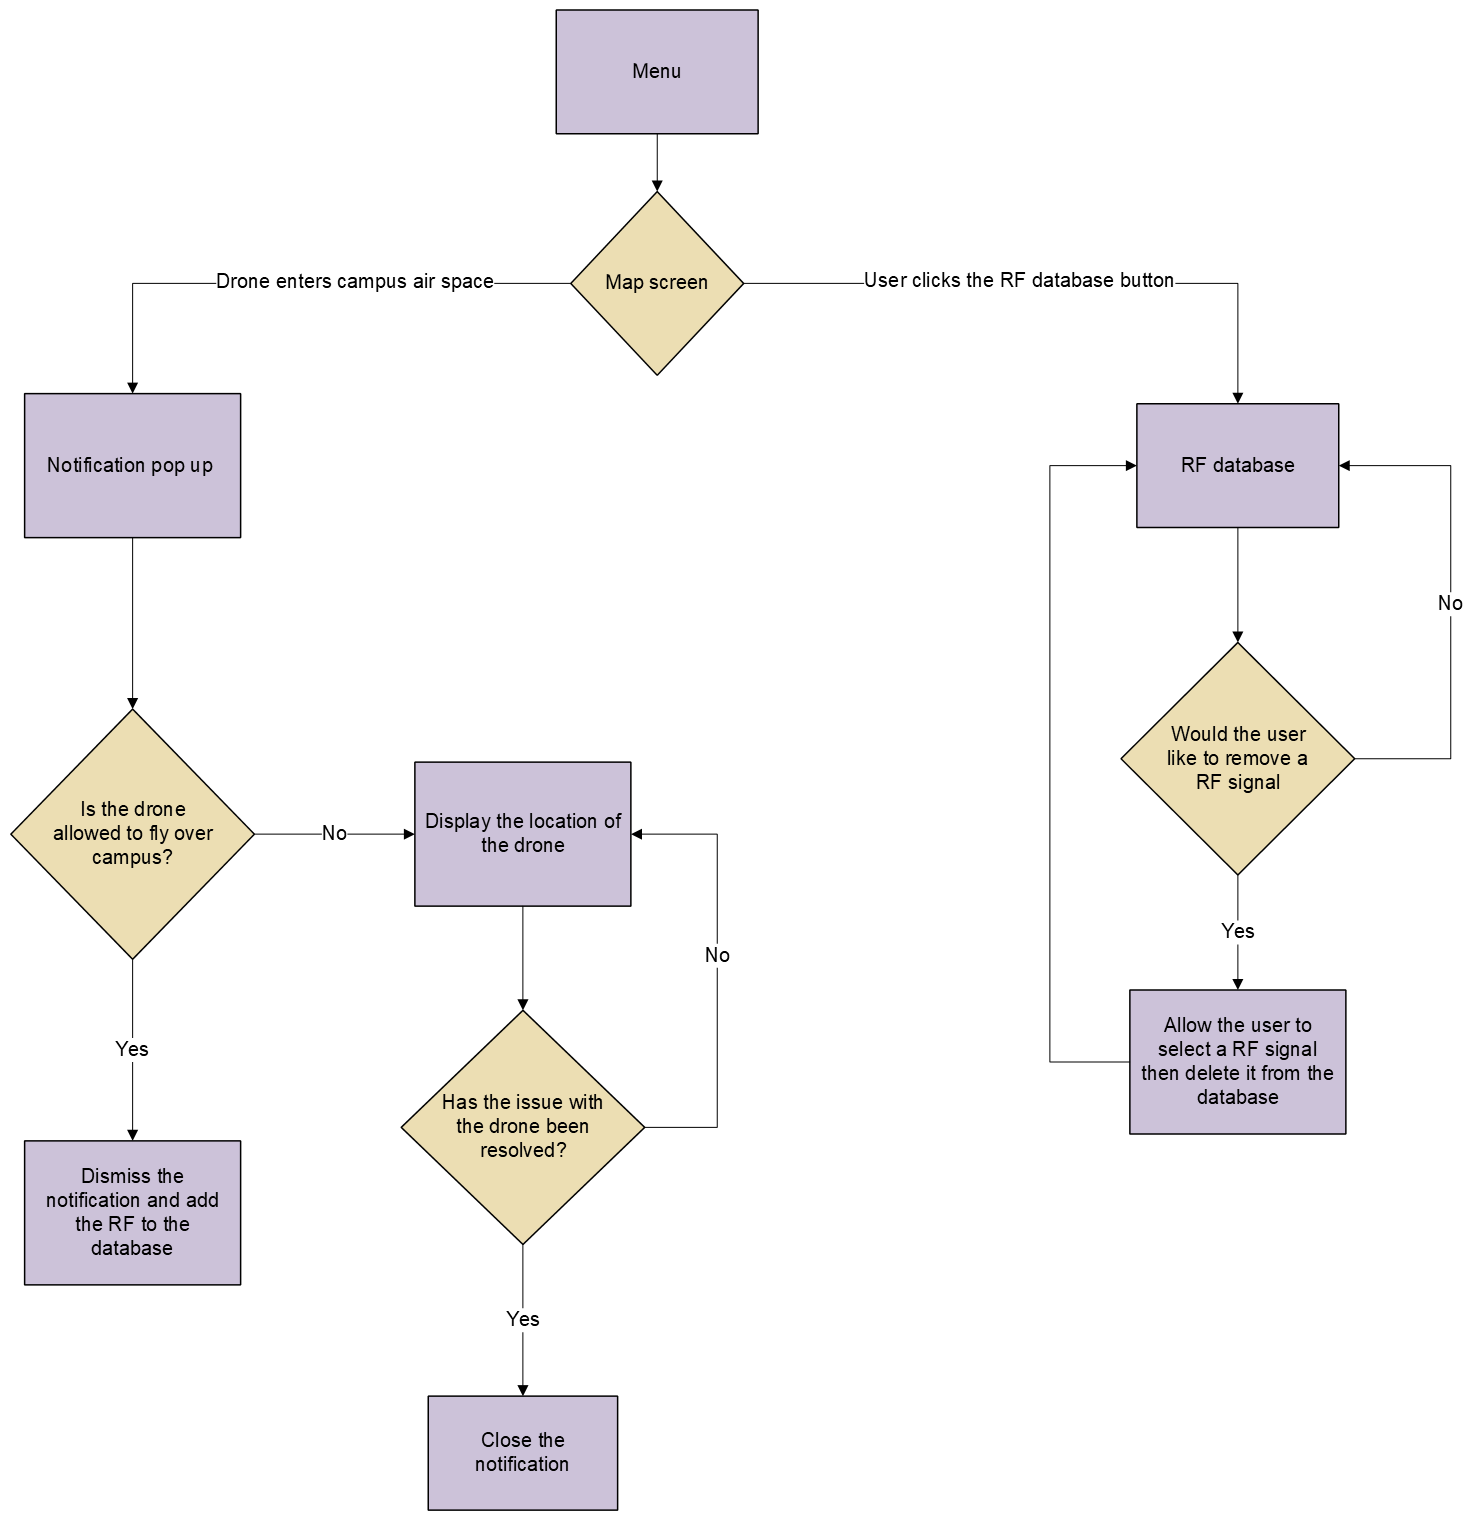 Menu
Map screen
Drone enters campus air space
User clicks the RF database button
Notification pop up
RF database
No
Would the user
like to remove a
RF signal
Is the drone
allowed to fly over
campus?
No
Display the location of
the drone
No
Yes
Allow the user to
select a RF signal
then delete it from the
database
Yes
Has the issue with
the drone been
resolved?
Dismiss the
notification and add
the RF to the
database
Yes
Close the
notification